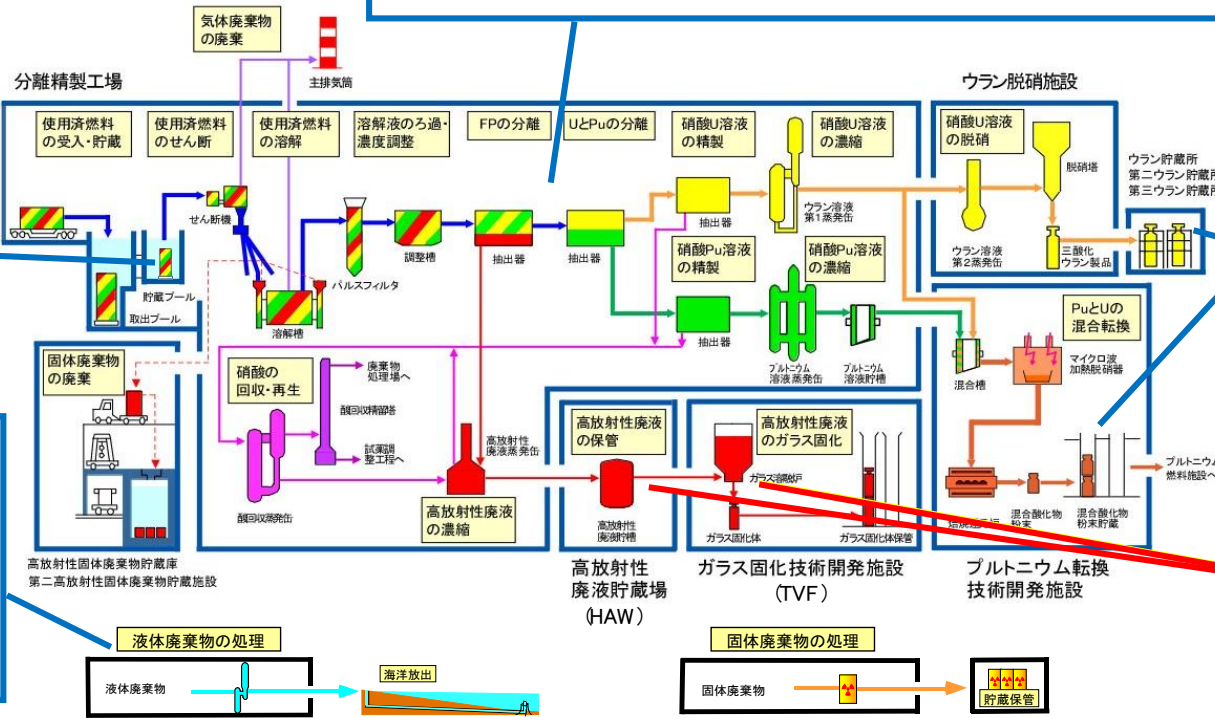 気体廃棄物
の廃棄
主排気筒
分離精製工場
ウラン脱硝施設
使用済燃料
の受入・貯蔵
使用済燃料
のせん断
使用済燃料
の溶解
溶解液のろ過・
濃度調整
FPの分離
UとPuの分離
硝酸U溶液
の精製
硝酸U溶液
の濃縮
硝酸U溶液
の脱硝
脱硝塔
ウラン貯蔵所
第二ウラン貯蔵所
第三ウラン貯蔵所
せん断機
抽出器
ウラン溶液
第1蒸発缶
ウラン溶液
第2蒸発缶
三酸化
ウラン製品
調整槽
抽出器
抽出器
硝酸Pu溶液
の精製
硝酸Pu溶液
の濃縮
パルスフィルタ
貯蔵プール
取出プール
溶解槽
抽出器
プルトニウム
溶液蒸発缶
プルトニウム
溶液貯槽
PuとUの
混合転換
混合槽
マイクロ波
加熱脱硝器
固体廃棄物
の廃棄
硝酸の
回収・再生
廃棄物
処理場へ
酸回収精留塔
試薬調
整工程へ
酸回収蒸発缶
高放射性
廃液蒸発缶
高放射性廃液
の濃縮
高放射性廃液
の保管
高放射性
廃液貯槽
高放射性廃液
のガラス固化
ガラス溶融炉
ガラス固化体
ガラス固化体保管
混合酸化物
粉末
混合酸化物
粉末貯蔵
プルトニウム
燃料施設へ
高放射性固体廃棄物貯蔵庫
第二高放射性固体廃棄物貯蔵施設
高放射性
廃液貯蔵場
(HAW)
ガラス固化技術開発施設
(TVF)
プルトニウム転換
技術開発施設
液体廃棄物の処理
液体廃棄物
海洋放出
固体廃棄物の処理
固体廃棄物
貯蔵保管